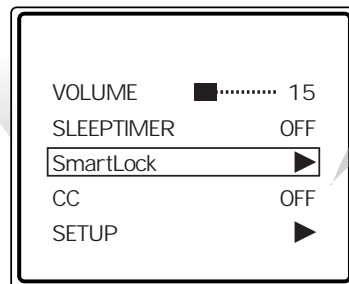 VOLUME 15
SLEEPTIMER OFF
SmartLock
CC OFF
SETUP